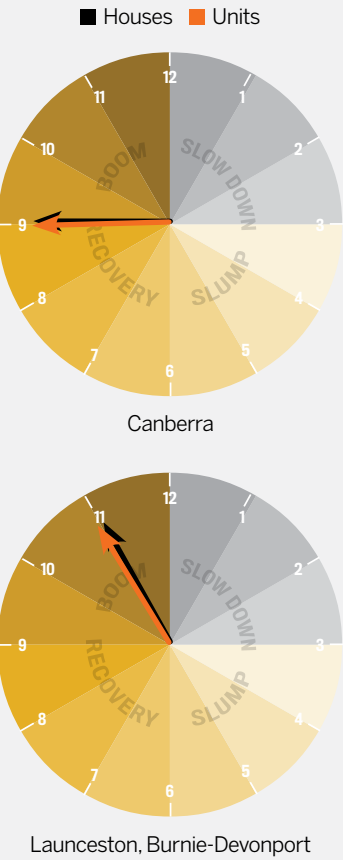 Houses Units
12
11 1
10 2
BOOM SLOW DOWN
9 3
RECOVERY SLUMP
8 4
7 5
6
Canberra
12
11 1
10 2
BOOM SLOW DOWN
9 3
RECOVERY SLUMP
8 4
7 5
6
Launceston, Burnie-Devonport